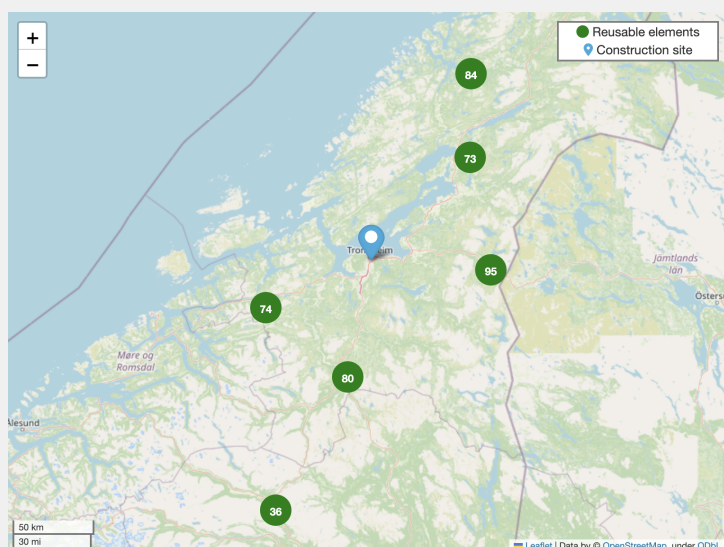 +
−
Reusable elements
Construction site
84
73
Trondheim
95
Jämtlands
län
Östers
74
Møre og
Romsdal
80
Ålesund
36
50 km
30 mi
Leaflet | Data by © OpenStreetMap, under ODbL